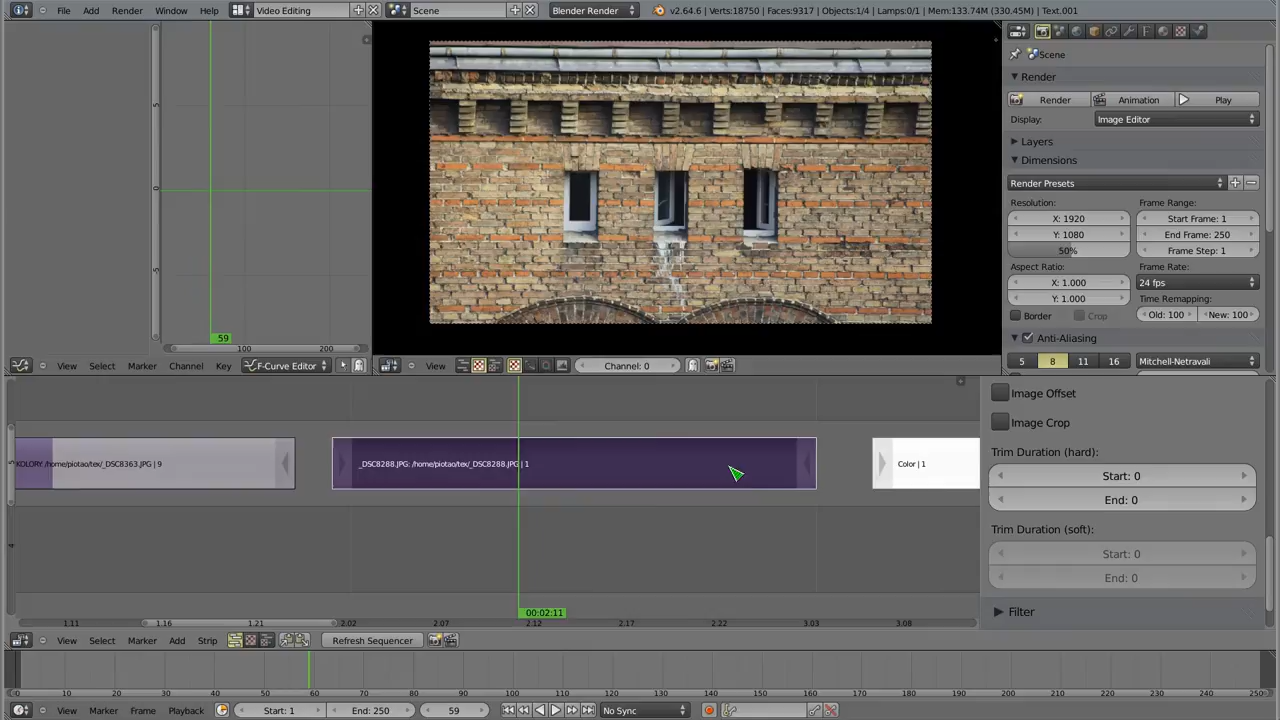 File Add Render Window Help Video Editing Scene Blender Render v2.64.6 | Verts:18750 | Faces:9317 | Objects:1/4 | Lamps:0/1 | Mem:133.74M (330.45M) | Text.001
5
0
-5
59
100 200
View Select Marker Channel Key F-Curve Editor
View Channel: 0
Scene
Render
Render Animation Play
Display: Image Editor
Layers
Dimensions
Render Presets
Resolution: Frame Range:
X: 1920 Start Frame: 1
Y: 1080 End Frame: 250
50% Frame Step: 1
Aspect Ratio: Frame Rate:
X: 1.000 24 fps
Y: 1.000 Time Remapping:
Border Crop Old: 100 New: 100
Anti-Aliasing
5 8 11 16 Mitchell-Netravali
KOLORY: /home/piotao/tex/_DSC8363.JPG | 9
_DSC8288.JPG: /home/piotao/tex/_DSC8288.JPG | 1
Color | 1
5
4
00:02:11
1.11 1.16 1.21 2.02 2.07 2.12 2.17 2.22 3.03 3.08
Image Offset
Image Crop
Trim Duration (hard):
Start: 0
End: 0
Trim Duration (soft):
Start: 0
End: 0
Filter
View Select Marker Add Strip Refresh Sequencer
0 10 20 30 40 50 60 70 80 90 100 110 120 130 140 150 160 170 180 190 200 210 220 230 240 250
View Marker Frame Playback Start: 1 End: 250 59 No Sync